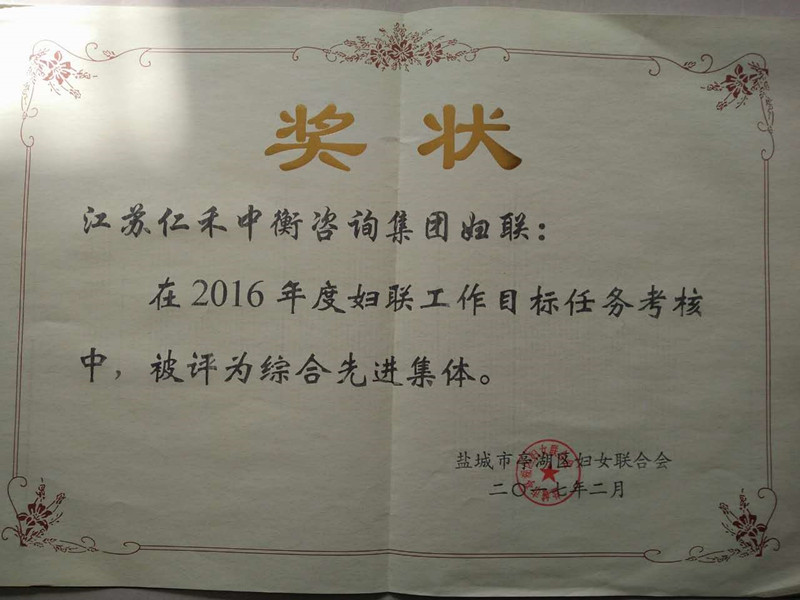 奖状
江苏仁禾中衡咨询集团妇联：
在2016年度妇联工作目标任务考核
中，被评为综合先进集体。
盐城市亭湖区妇女联合会
二〇一七年二月